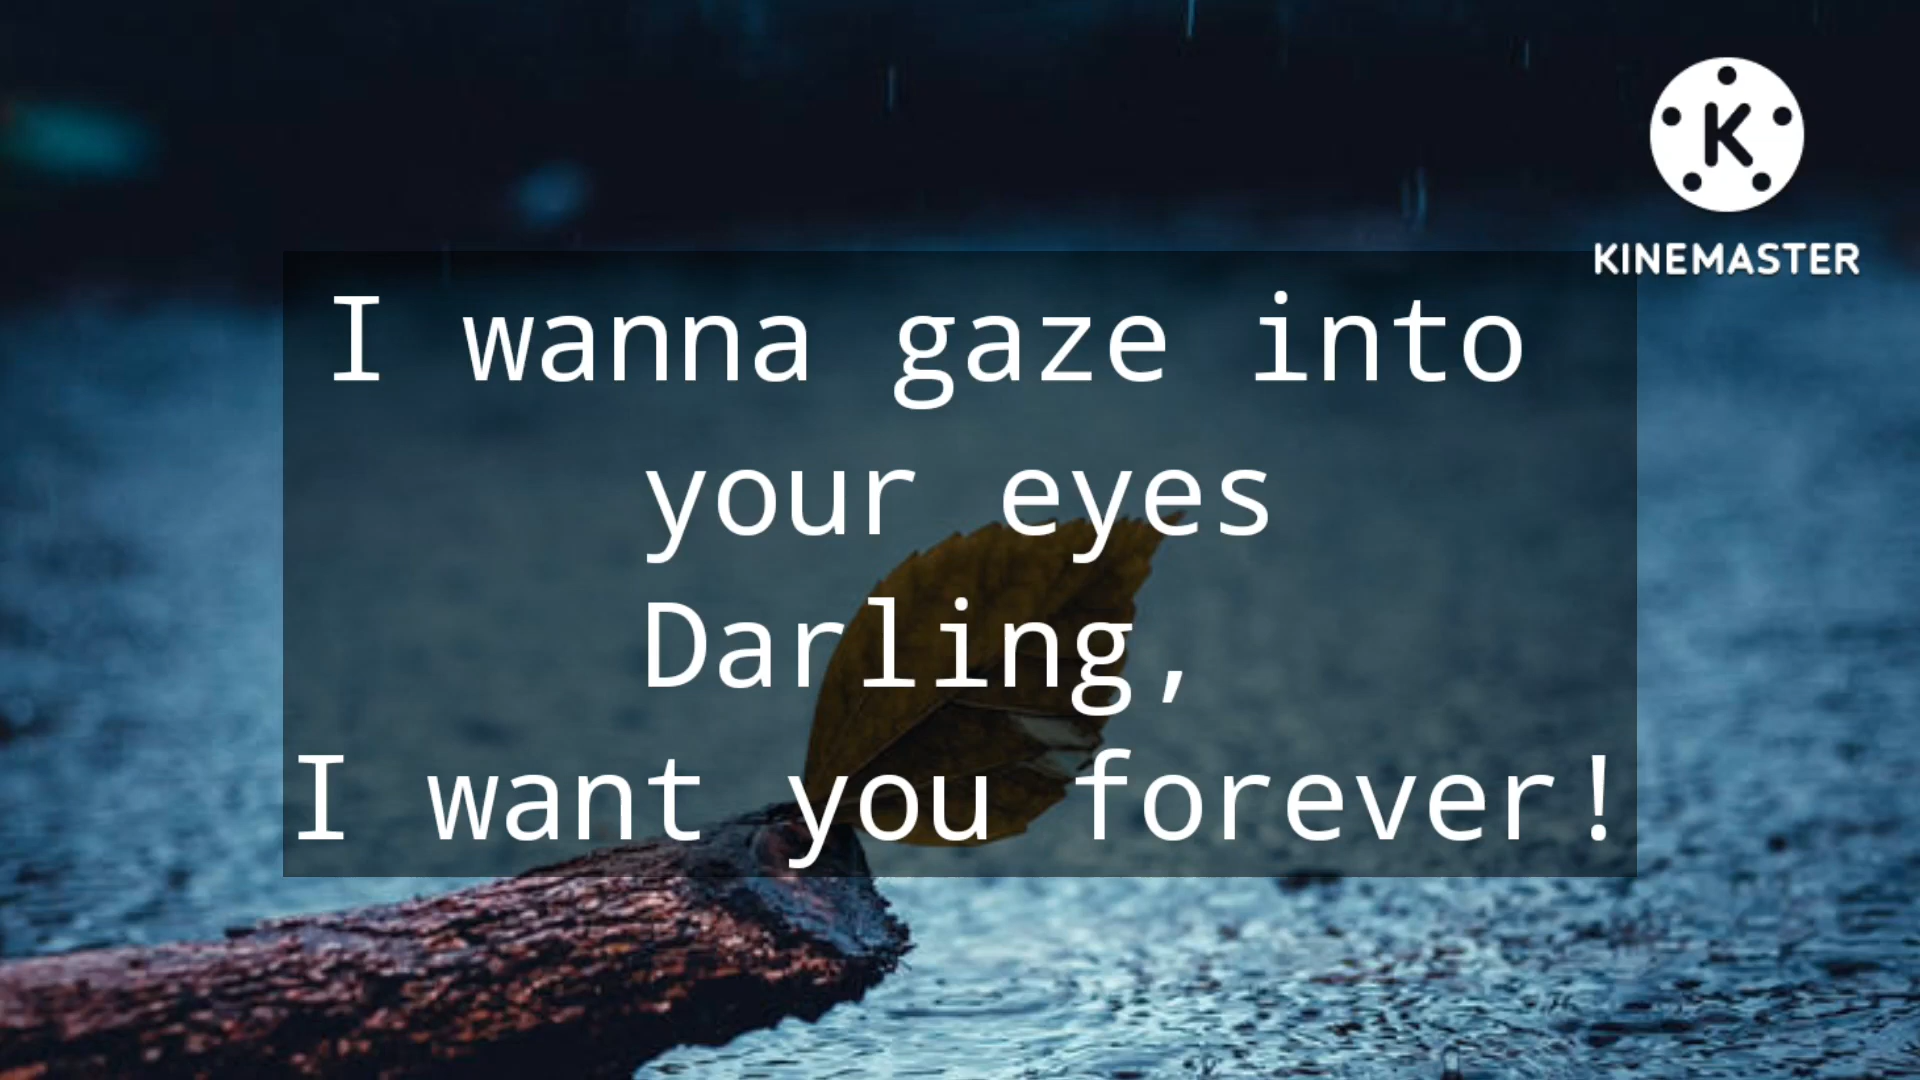 K
KINEMASTER
I wanna gaze into
your eyes
Darling,
I want you forever!